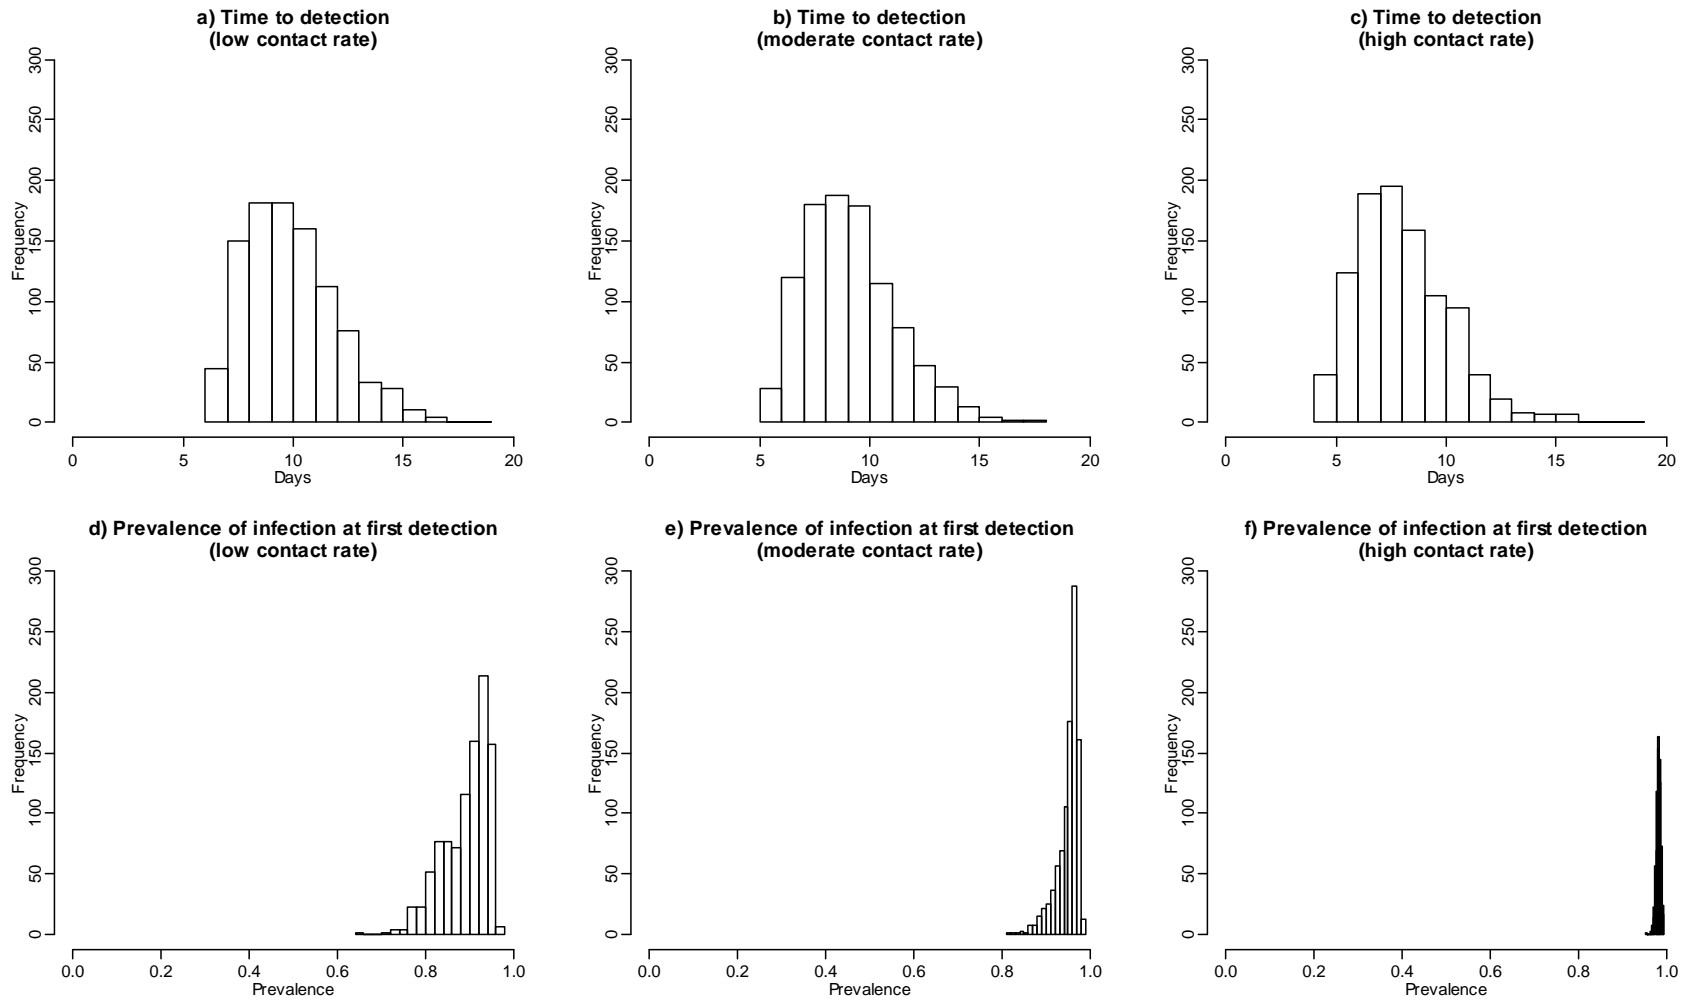 a) Time to detection
(low contact rate)
Frequency
0 50 100 150 200 250 300
0 5 10 15 20
Days
b) Time to detection
(moderate contact rate)
Frequency
0 50 100 150 200 250 300
0 5 10 15 20
Days
c) Time to detection
(high contact rate)
Frequency
0 50 100 150 200 250 300
0 5 10 15 20
Days
d) Prevalence of infection at first detection
(low contact rate)
Frequency
0 50 100 150 200 250 300
0.0 0.2 0.4 0.6 0.8 1.0
Prevalence
e) Prevalence of infection at first detection
(moderate contact rate)
Frequency
0 50 100 150 200 250 300
0.0 0.2 0.4 0.6 0.8 1.0
Prevalence
f) Prevalence of infection at first detection
(high contact rate)
Frequency
0 50 100 150 200 250 300
0.0 0.2 0.4 0.6 0.8 1.0
Prevalence